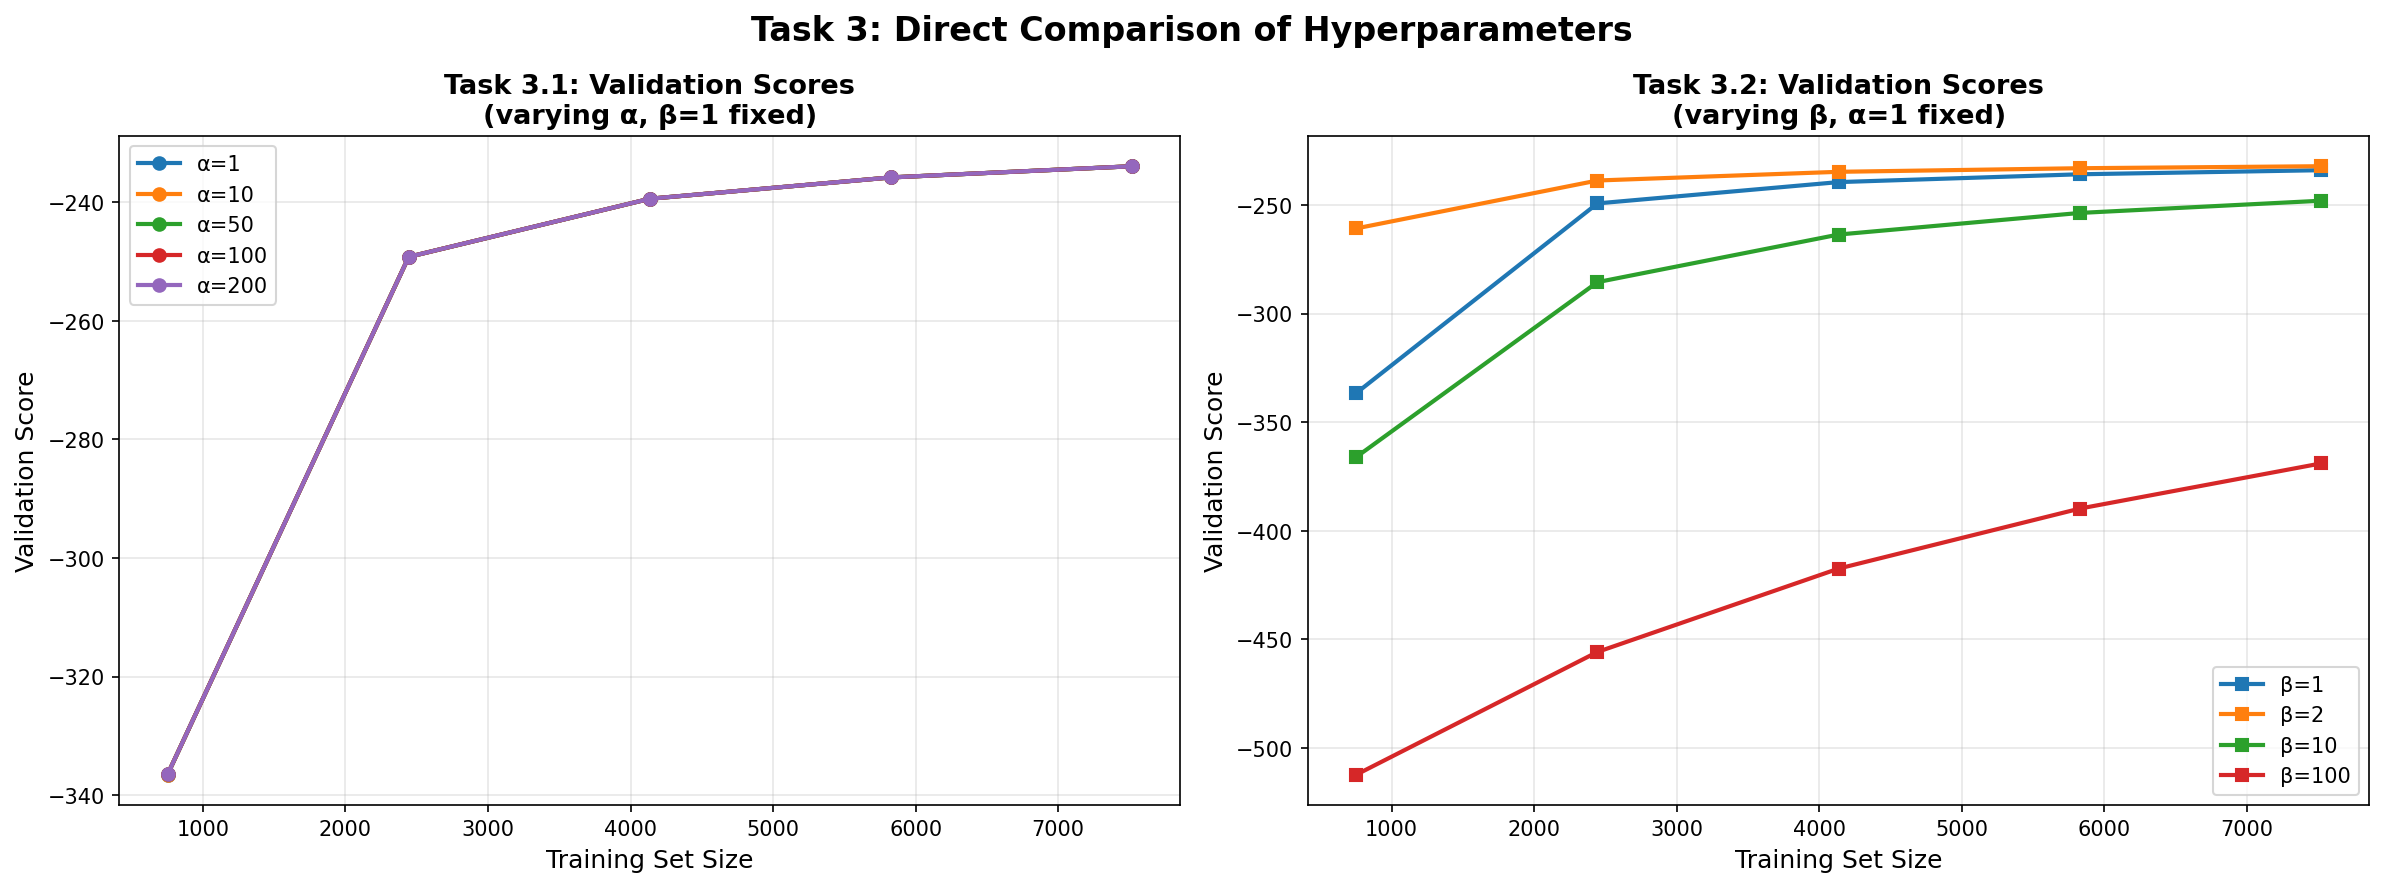 Task 3: Direct Comparison of Hyperparameters
Task 3.1: Validation Scores
(varying α, β=1 fixed)
−240
−260
−280
−300
−320
−340
Validation Score
α=1
α=10
α=50
α=100
α=200
1000 2000 3000 4000 5000 6000 7000
Training Set Size
Task 3.2: Validation Scores
(varying β, α=1 fixed)
−250
−300
−350
−400
−450
−500
Validation Score
β=1
β=2
β=10
β=100
1000 2000 3000 4000 5000 6000 7000
Training Set Size